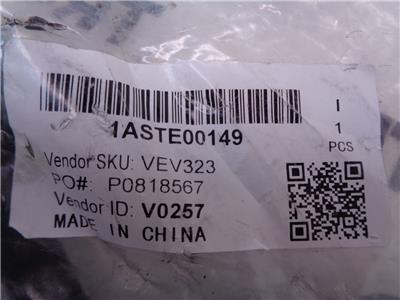 1ASTE00149
I
1
PCS
Vendor SKU: VEV323
PO#: P0818567
Vendor ID: V0257
MADE IN CHINA